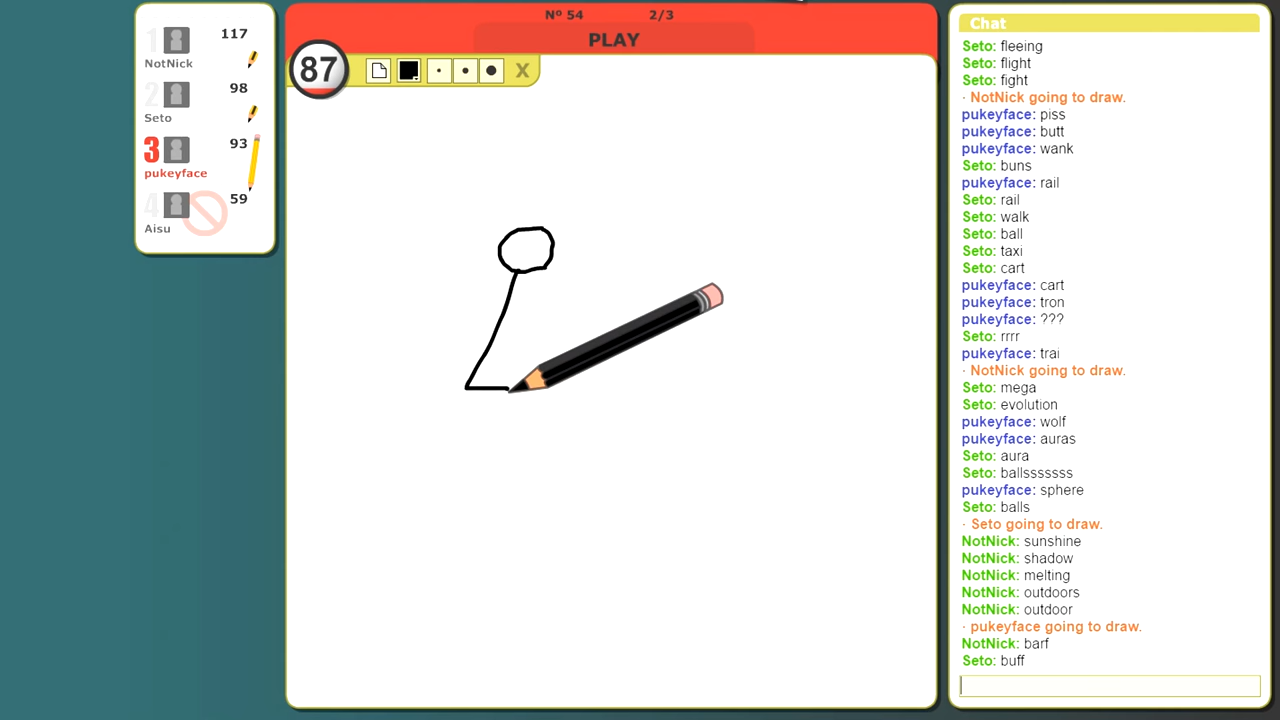 1
117
NotNick
2
98
Seto
3
93
pukeyface
4
59
Aisu
Nº 54
2/3
PLAY
87
X
Chat
Seto: fleeing
Seto: flight
Seto: fight
· NotNick going to draw.
pukeyface: piss
pukeyface: butt
pukeyface: wank
Seto: buns
pukeyface: rail
Seto: rail
Seto: walk
Seto: ball
Seto: taxi
Seto: cart
pukeyface: cart
pukeyface: tron
pukeyface: ???
Seto: rrrr
pukeyface: trai
· NotNick going to draw.
Seto: mega
Seto: evolution
pukeyface: wolf
pukeyface: auras
Seto: aura
Seto: ballsssssss
pukeyface: sphere
Seto: balls
· Seto going to draw.
NotNick: sunshine
NotNick: shadow
NotNick: melting
NotNick: outdoors
NotNick: outdoor
· pukeyface going to draw.
NotNick: barf
Seto: buff